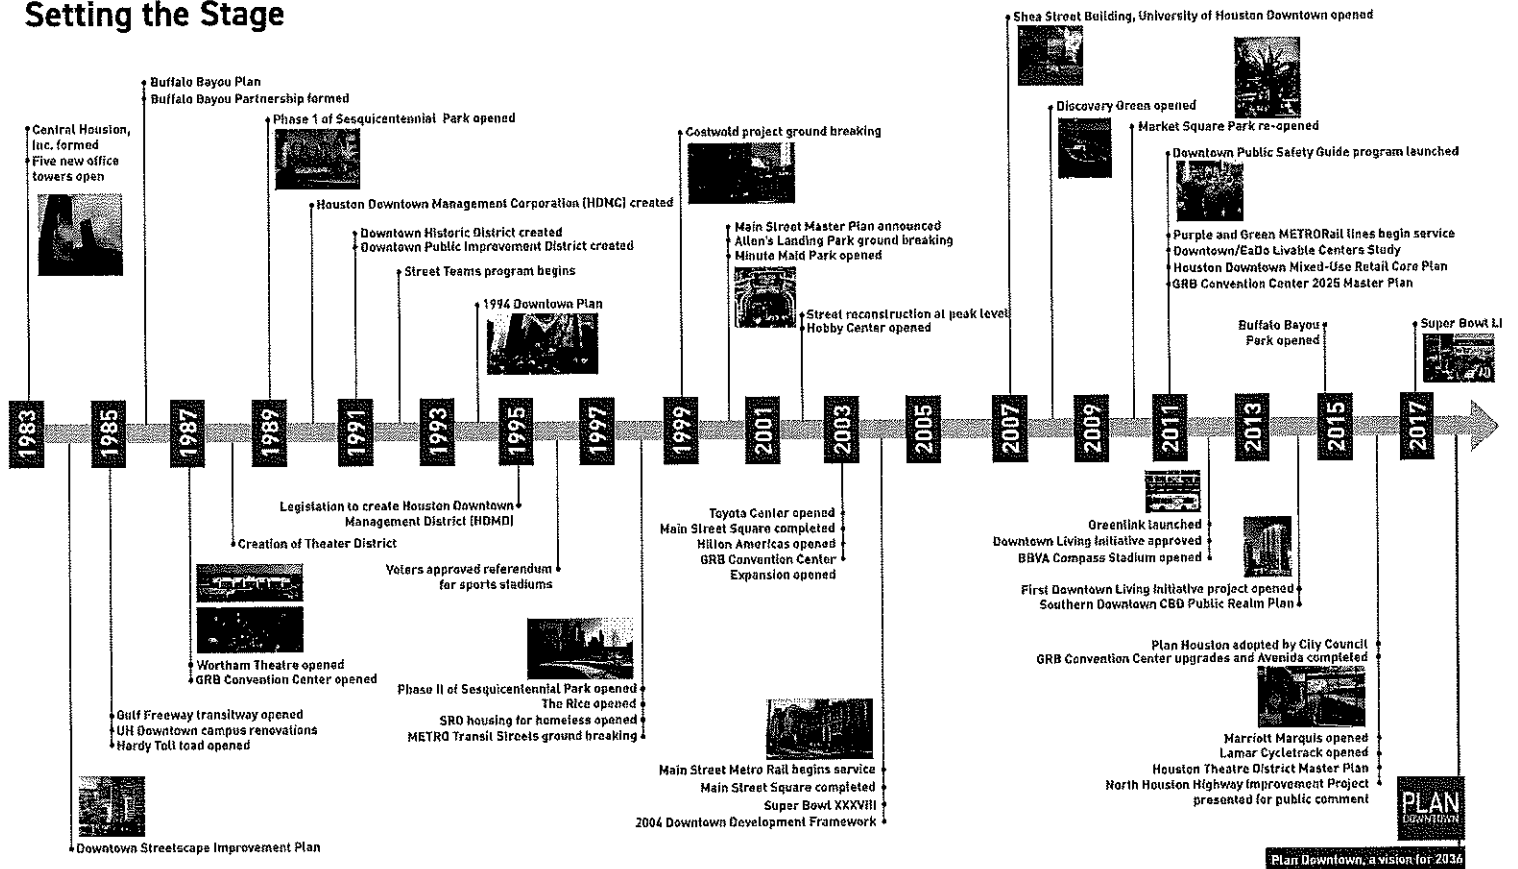 Setting the Stage
Shea Street Building, University of Houston Downtown opened
Buffalo Bayou Plan
Buffalo Bayou Partnership formed
Central Houston,
Inc. formed
Five new office
towers open
Phase 1 of Sesquicentennial Park opened
Costwold project ground breaking
Discovery Green opened
Market Square Park re-opened
Downtown Public Safety Guide program launched
Houston Downtown Management Corporation (HDMC) created
Downtown Historic District created
Downtown Public Improvement District created
Street Teams program begins
1994 Downtown Plan
Main Street Master Plan announced
Allen's Landing Park ground breaking
Minute Maid Park opened
Street reconstruction at peak level
Hobby Center opened
Purple and Green METRORail lines begin service
Downtown/EaDo Livable Centers Study
Houston Downtown Mixed-Use Retail Core Plan
GRB Convention Center 2025 Master Plan
Buffalo Bayou
Park opened
Super Bowl LI
1983
1985
1987
1989
1991
1993
1995
1997
1999
2001
2003
2005
2007
2009
2011
2013
2015
2017
Legislation to create Houston Downtown
Management District (HDMD)
Creation of Theater District
Voters approved referendum
for sports stadiums
Wortham Theatre opened
GRB Convention Center opened
Gulf Freeway transitway opened
UH Downtown campus renovations
Hardy Toll toad opened
Downtown Streetscape Improvement Plan
Phase II of Sesquicentennial Park opened
The Rice opened
SRO housing for homeless opened
METRO Transit Streets ground breaking
Toyota Center opened
Main Street Square completed
Hilton Americas opened
GRB Convention Center
Expansion opened
Main Street Metro Rail begins service
Main Street Square completed
Super Bowl XXXVIII
2004 Downtown Development Framework
Greenlink launched
Downtown Living Initiative approved
BBVA Compass Stadium opened
First Downtown Living Initiative project opened
Southern Downtown CBD Public Realm Plan
Plan Houston adopted by City Council
GRB Convention Center upgrades and Avenida completed
Marriott Marquis opened
Lamar Cycletrack opened
Houston Theatre District Master Plan
North Houston Highway Improvement Project
presented for public comment
PLAN
DOWNTOWN
Plan Downtown, a vision for 2036